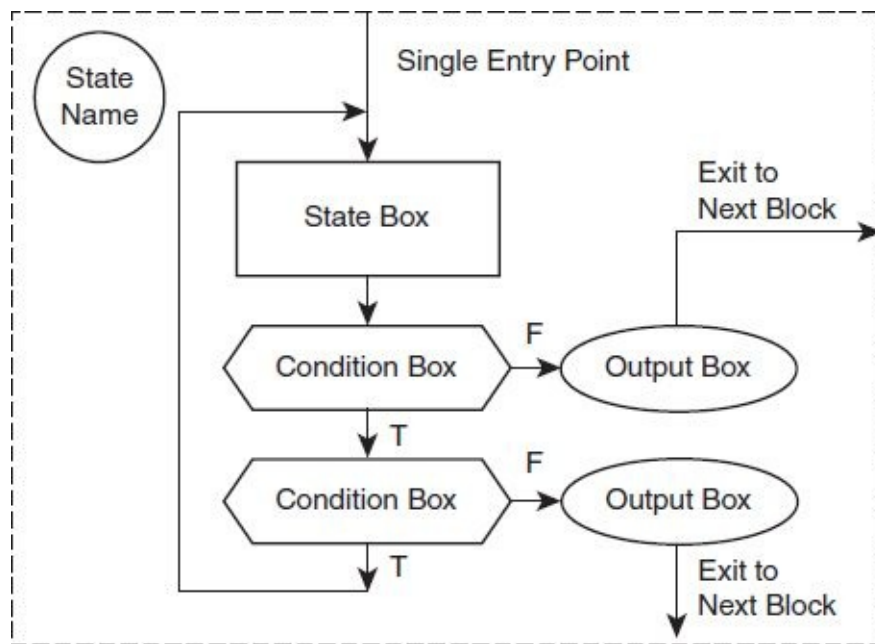 Single Entry Point
State
Name
State Box
Exit to
Next Block
Condition Box
F
Output Box
T
Condition Box
F
Output Box
T
Exit to
Next Block